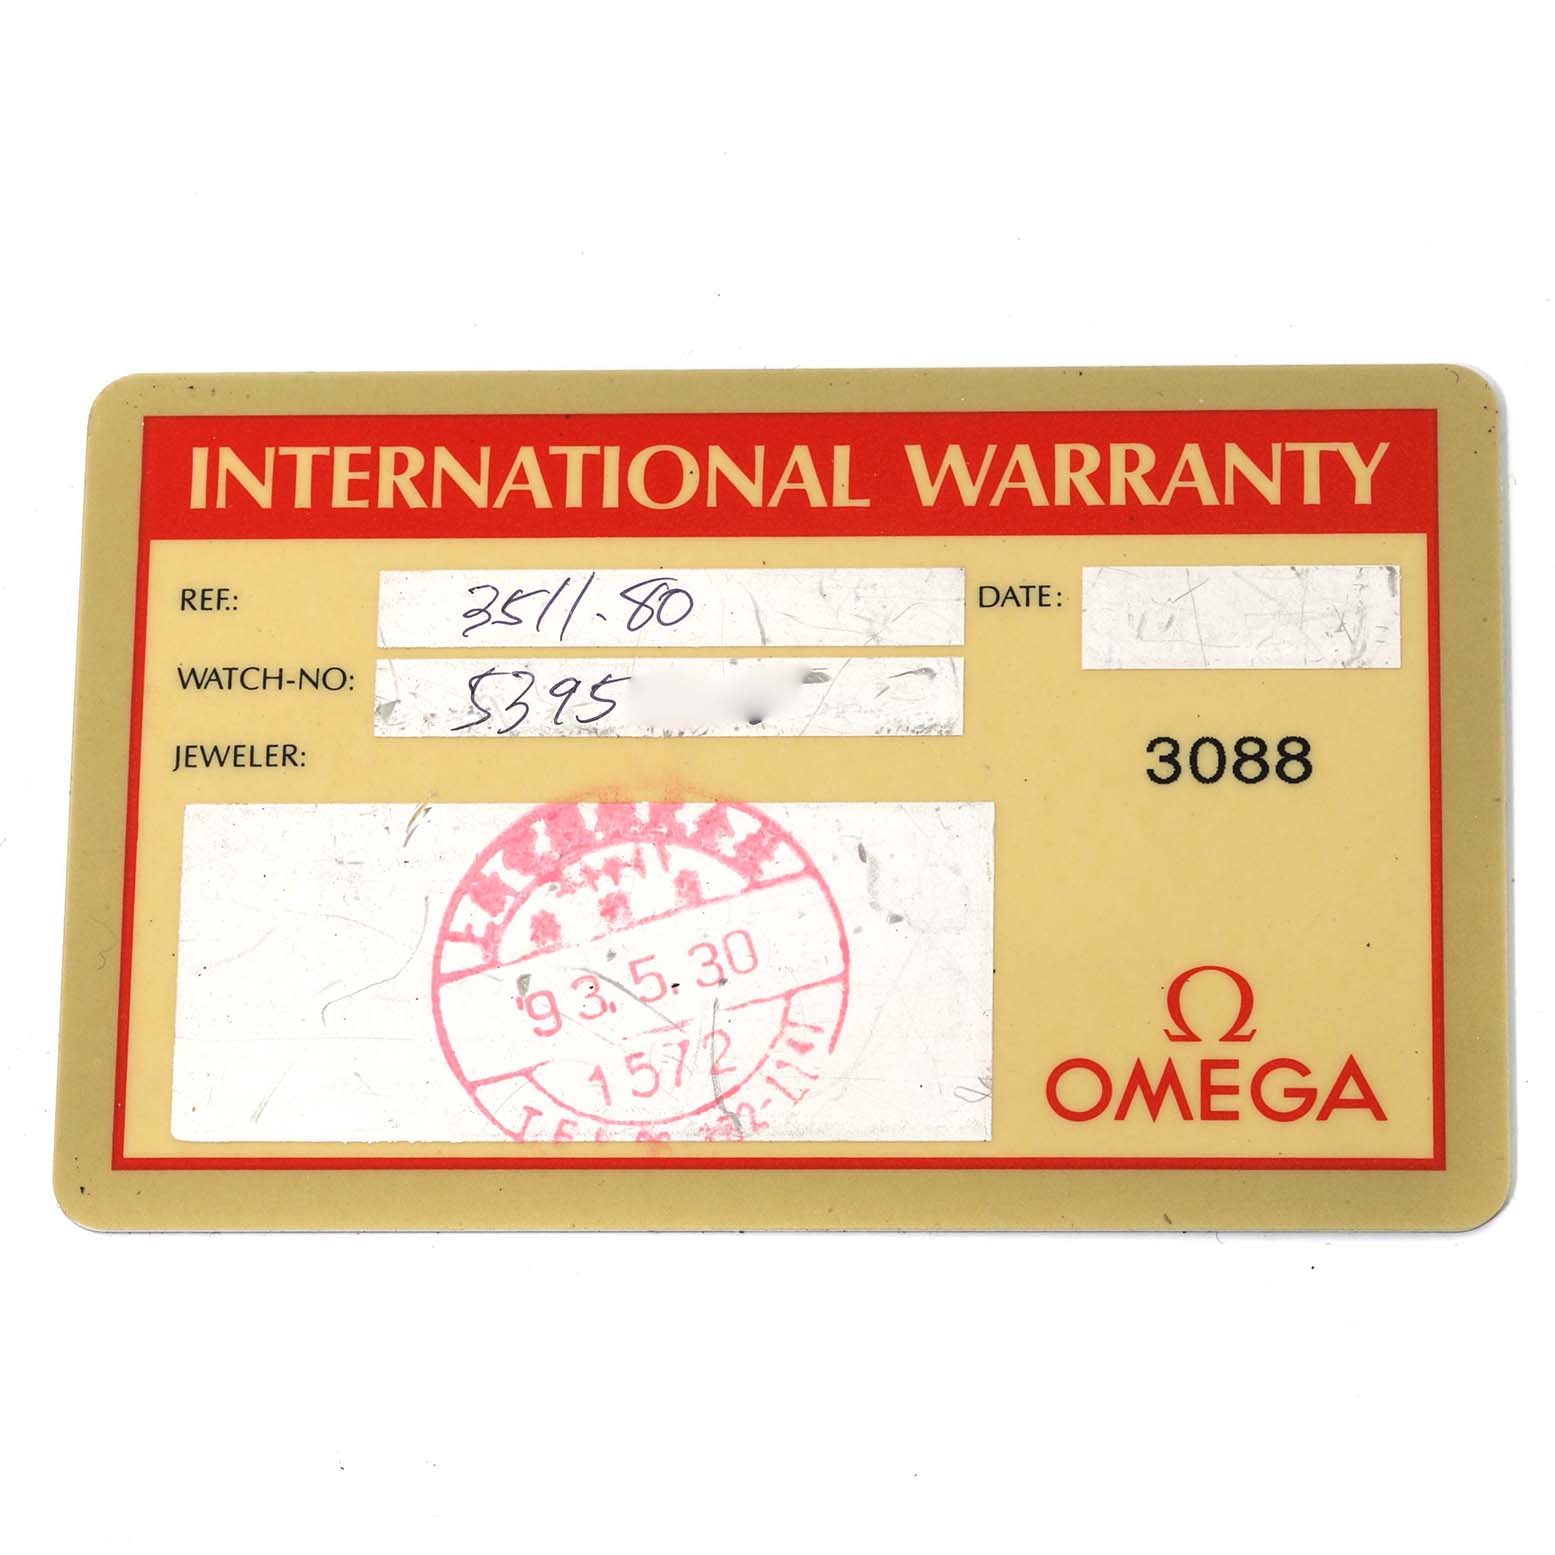 INTERNATIONAL WARRANTY
REF.: 3511.80 DATE:
WATCH-NO: 5395
3088
JEWELER:
'93.5.30
1572
Ω
OMEGA